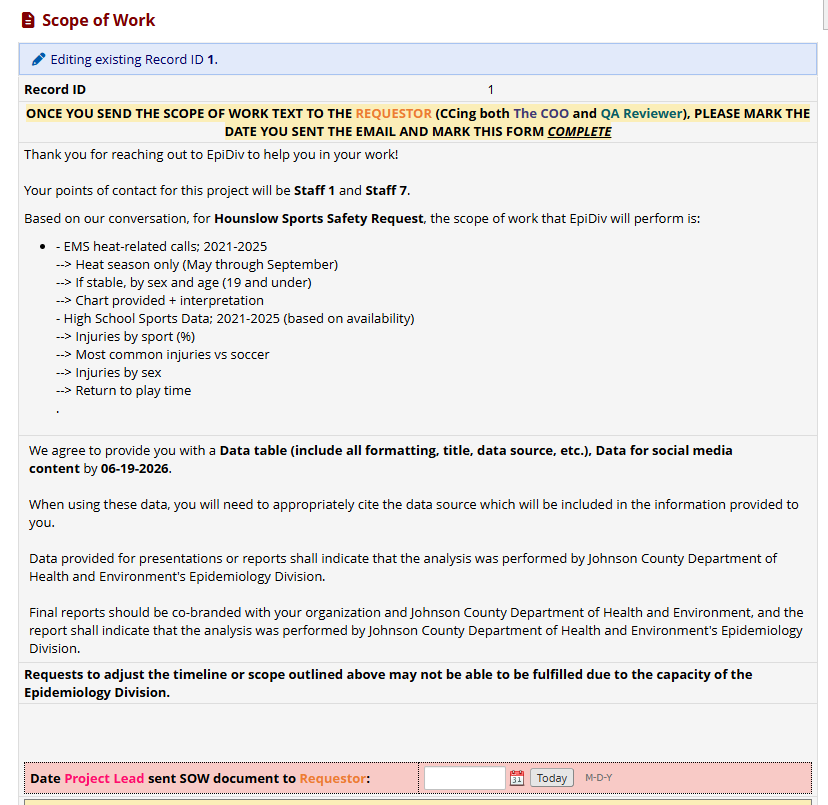 Scope of Work
Editing existing Record ID 1.
Record ID 1
ONCE YOU SEND THE SCOPE OF WORK TEXT TO THE REQUESTOR (CCing both The COO and QA Reviewer), PLEASE MARK THE
DATE YOU SENT THE EMAIL AND MARK THIS FORM COMPLETE
Thank you for reaching out to EpiDiv to help you in your work!
Your points of contact for this project will be Staff 1 and Staff 7.
Based on our conversation, for Hounslow Sports Safety Request, the scope of work that EpiDiv will perform is:
• - EMS heat-related calls; 2021-2025
--> Heat season only (May through September)
--> If stable, by sex and age (19 and under)
--> Chart provided + interpretation
- High School Sports Data; 2021-2025 (based on availability)
--> Injuries by sport (%)
--> Most common injuries vs soccer
--> Injuries by sex
--> Return to play time
.
We agree to provide you with a Data table (include all formatting, title, data source, etc.), Data for social media
content by 06-19-2026.
When using these data, you will need to appropriately cite the data source which will be included in the information provided to
you.
Data provided for presentations or reports shall indicate that the analysis was performed by Johnson County Department of
Health and Environment's Epidemiology Division.
Final reports should be co-branded with your organization and Johnson County Department of Health and Environment, and the
report shall indicate that the analysis was performed by Johnson County Department of Health and Environment's Epidemiology
Division.
Requests to adjust the timeline or scope outlined above may not be able to be fulfilled due to the capacity of the
Epidemiology Division.
Date Project Lead sent SOW document to Requestor: 31 Today M-D-Y